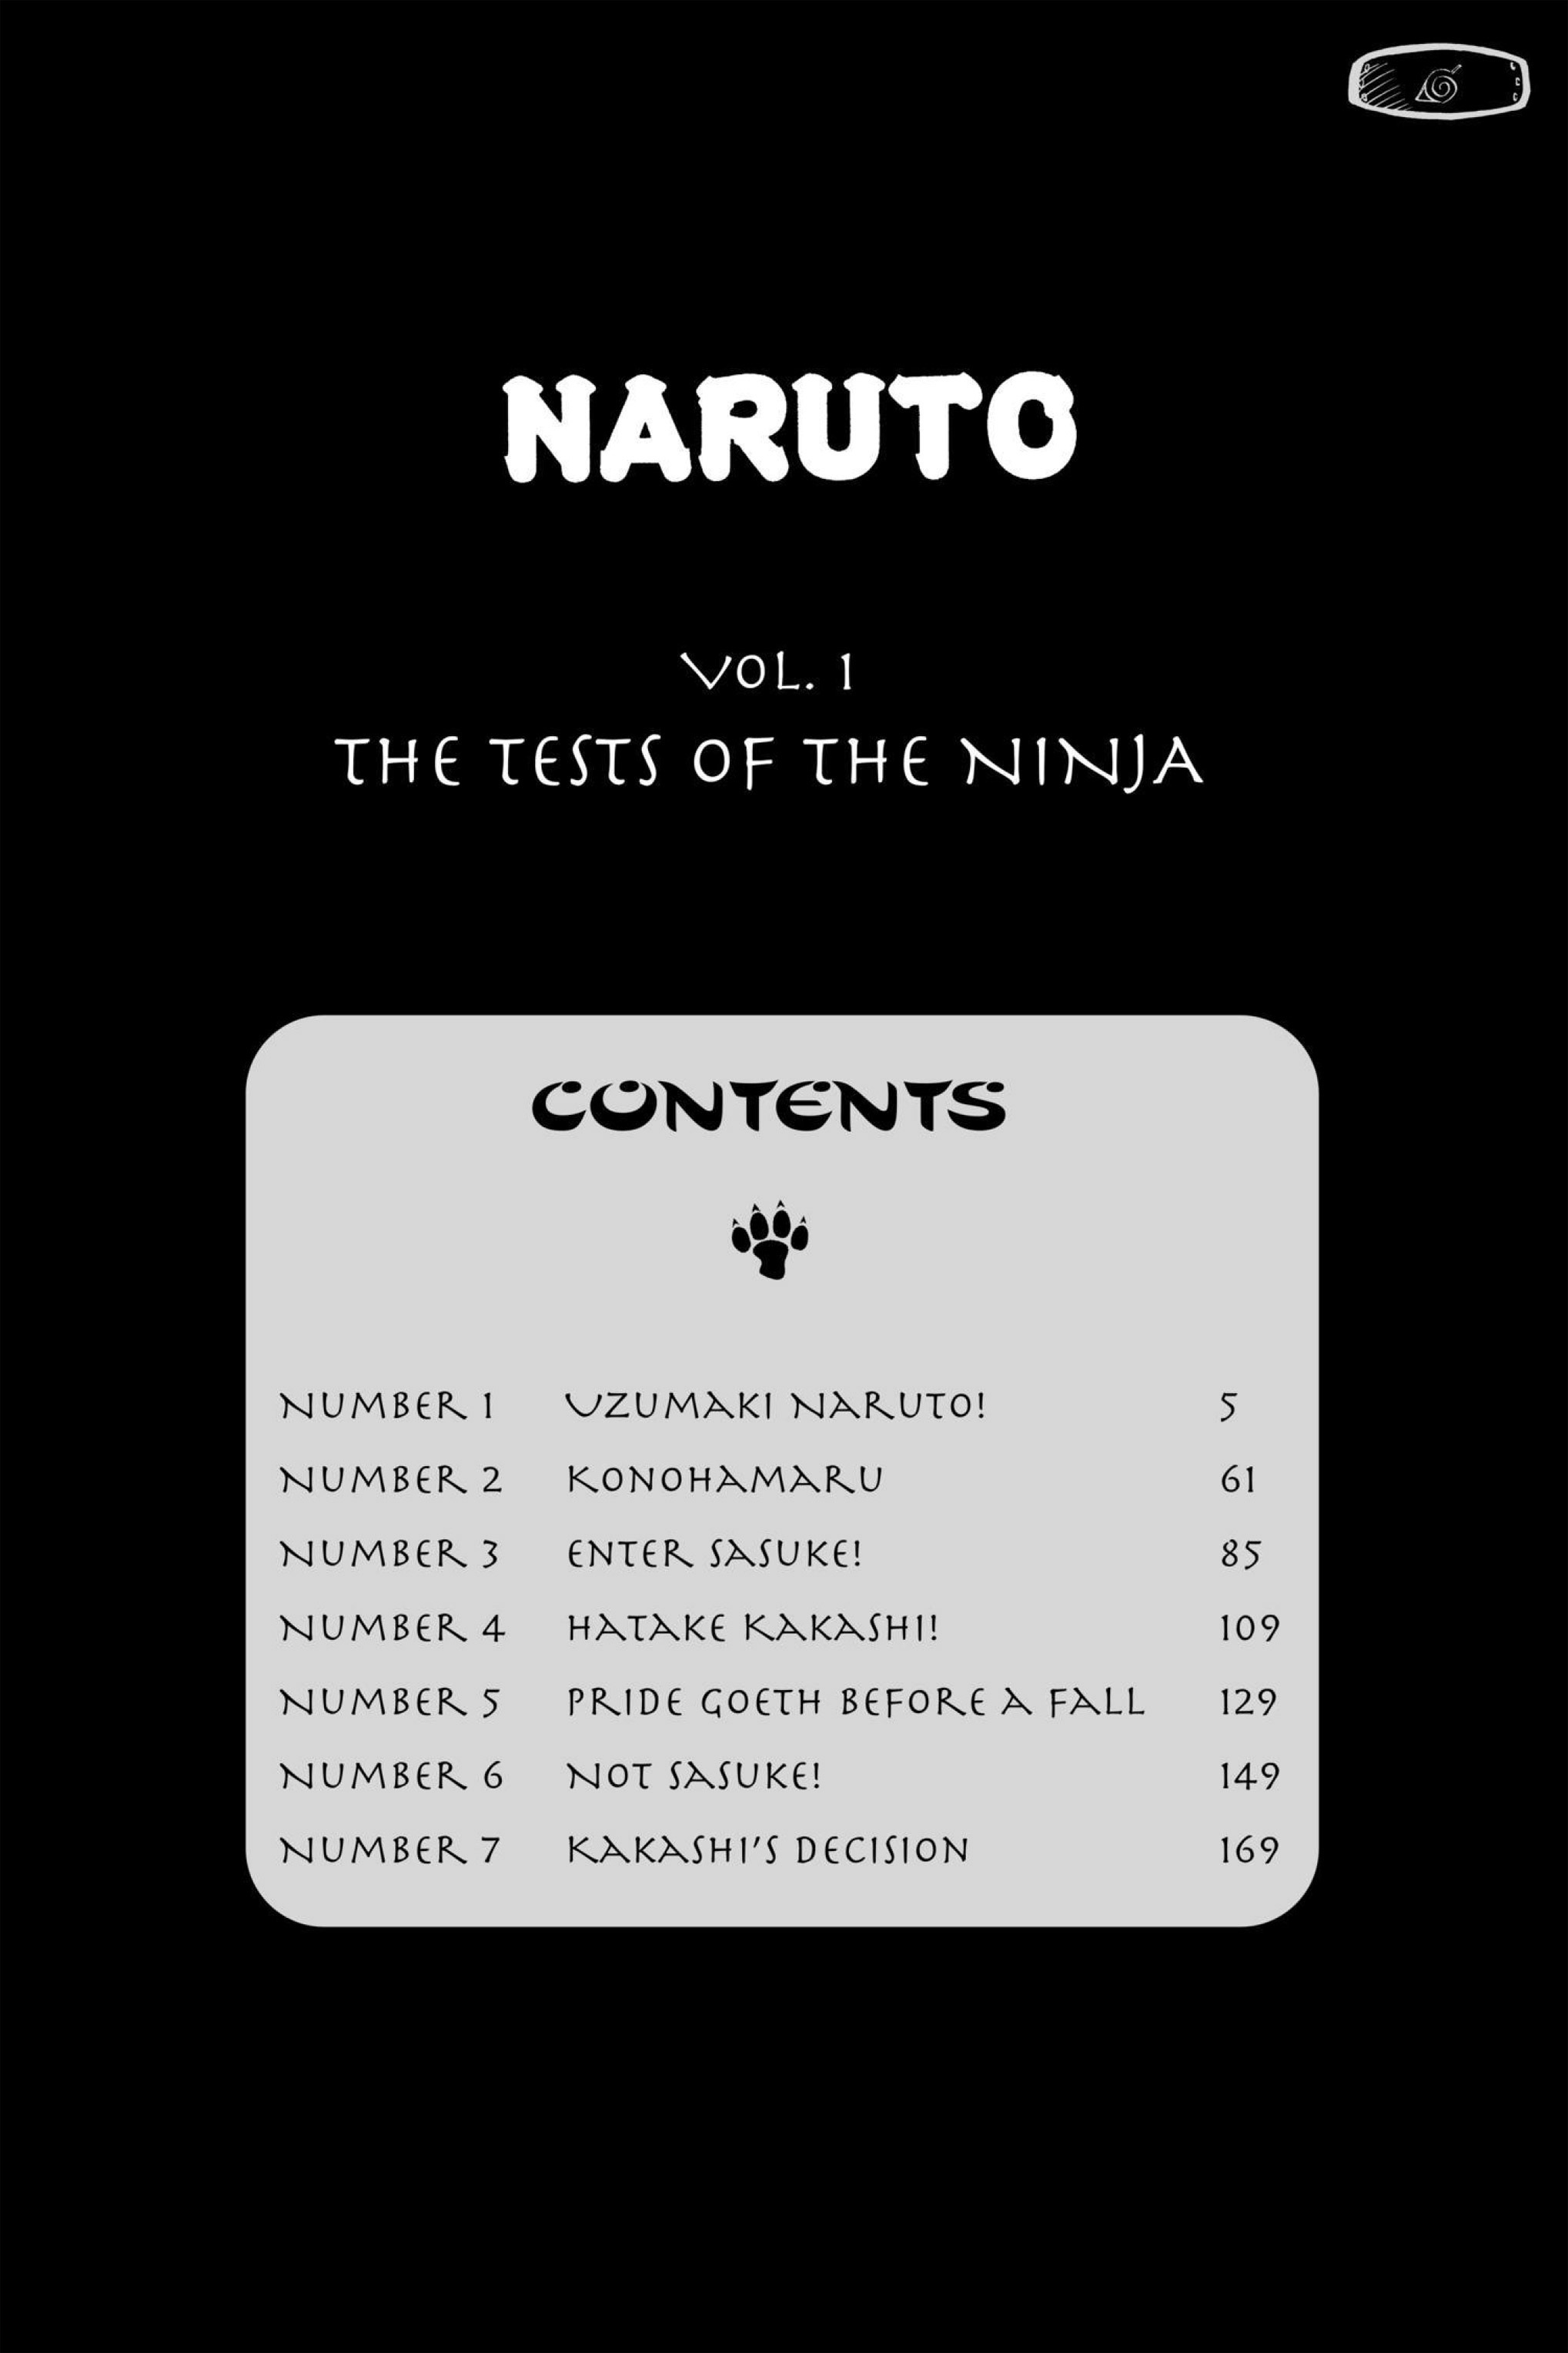 NARUTO
VOL. 1
THE TESTS OF THE NINJA
CONTENTS
NUMBER 1 UZUMAKI NARUTO! 5
NUMBER 2 KONOHAMARU 61
NUMBER 3 ENTER SASUKE! 85
NUMBER 4 HATAKE KAKASHI! 109
NUMBER 5 PRIDE GOETH BEFORE A FALL 129
NUMBER 6 NOT SASUKE! 149
NUMBER 7 KAKASHI'S DECISION 169